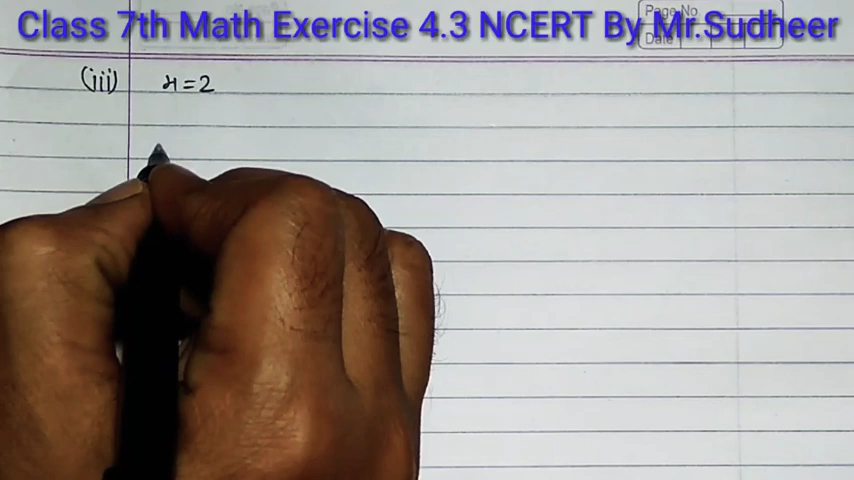 Class 7th Math Exercise 4.3 NCERT By Mr.Sudheer
Page No
Date
(iii) x = 2